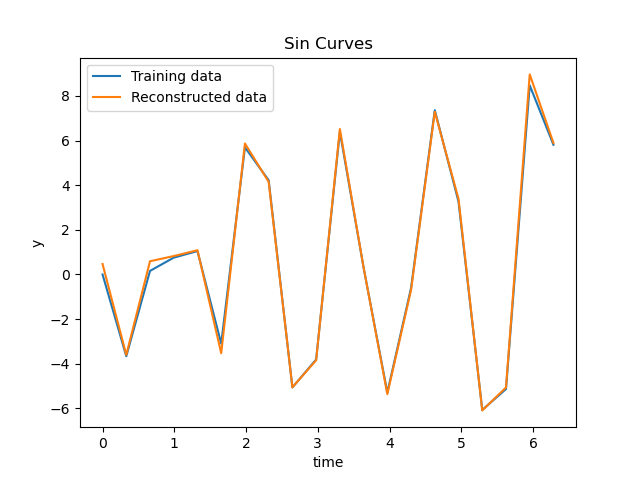 Sin Curves
Training data
Reconstructed data
8
6
4
2
0
−2
−4
−6
y
0 1 2 3 4 5 6
time